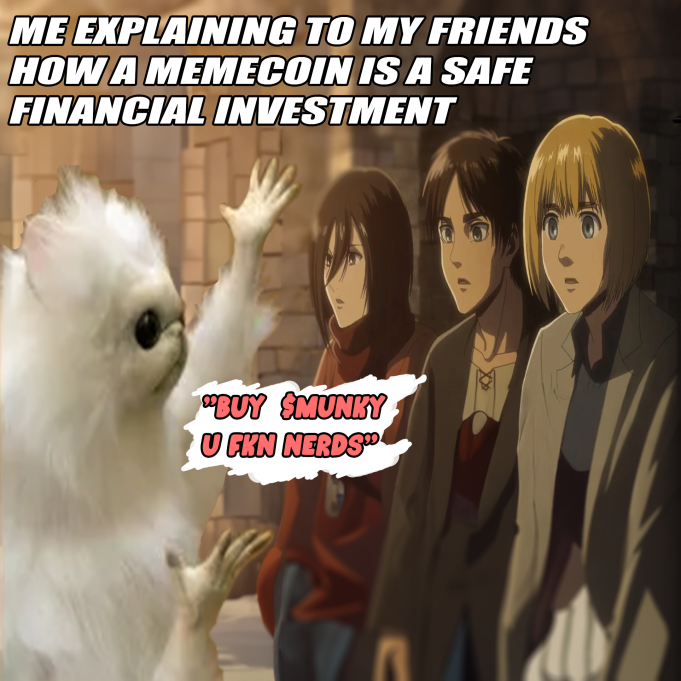 ME EXPLAINING TO MY FRIENDS
HOW A MEMECOIN IS A SAFE
FINANCIAL INVESTMENT
"BUY $MUNKY
U FKN NERDS"